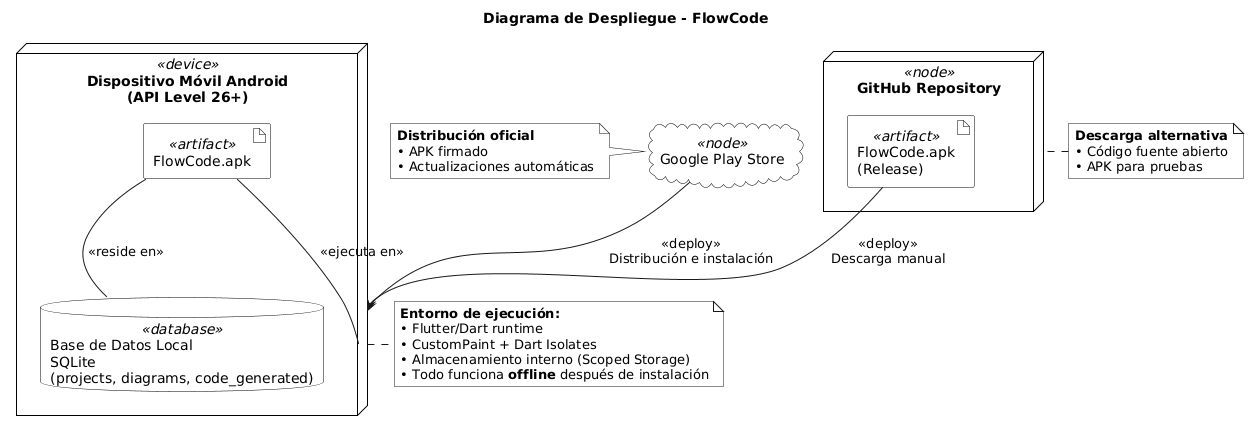 Diagrama de Despliegue - FlowCode
«device»
Dispositivo Móvil Android
(API Level 26+)
«artifact»
FlowCode.apk
«reside en»
«ejecuta en»
«database»
Base de Datos Local
SQLite
(projects, diagrams, code_generated)
Distribución oficial
• APK firmado
• Actualizaciones automáticas
«node»
Google Play Store
«node»
GitHub Repository
«artifact»
FlowCode.apk
(Release)
Descarga alternativa
• Código fuente abierto
• APK para pruebas
«deploy»
Distribución e instalación
«deploy»
Descarga manual
Entorno de ejecución:
• Flutter/Dart runtime
• CustomPaint + Dart Isolates
• Almacenamiento interno (Scoped Storage)
• Todo funciona offline después de instalación